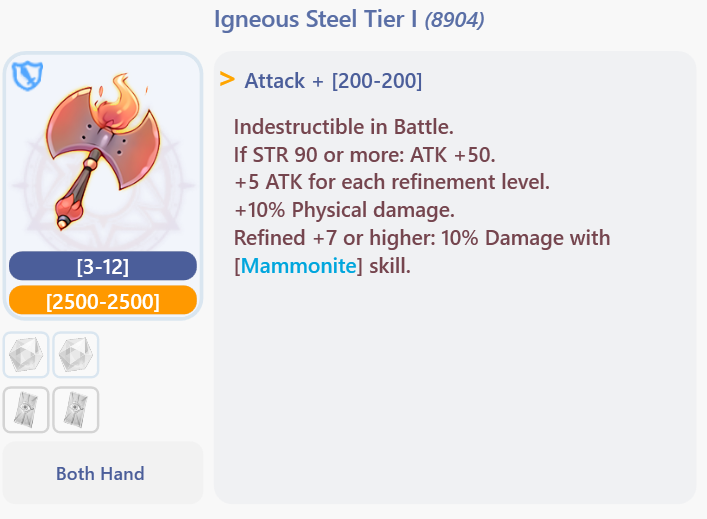 Igneous Steel Tier I (8904)
> Attack + [200-200]
Indestructible in Battle.
If STR 90 or more: ATK +50.
+5 ATK for each refinement level.
+10% Physical damage.
Refined +7 or higher: 10% Damage with
[Mammonite] skill.
[3-12]
[2500-2500]
Both Hand